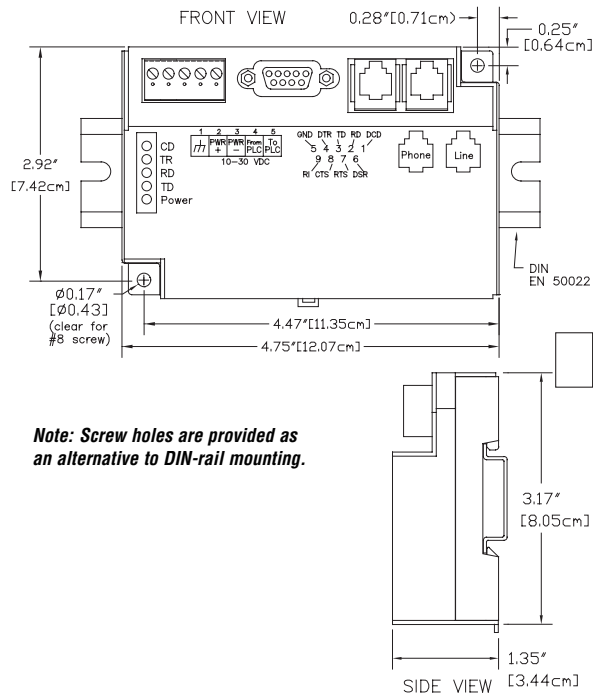 FRONT VIEW
0.28"[0.71cm]
0.25"
[0.64cm]
1 2 3 4 5
PWR + PWR - From PLC To PLC
10-30 VDC
GND DTR TD RD DCD
5 4 3 2 1
9 8 7 6
RI CTS RTS DSR
Phone
Line
CD
TR
RD
TD
Power
2.92"
[7.42cm]
DIN
EN 50022
Ø0.17"
[Ø0.43]
(clear for
#8 screw)
4.47"[11.35cm]
4.75"[12.07cm]
Note: Screw holes are provided as
an alternative to DIN-rail mounting.
3.17"
[8.05cm]
1.35"
[3.44cm]
SIDE VIEW